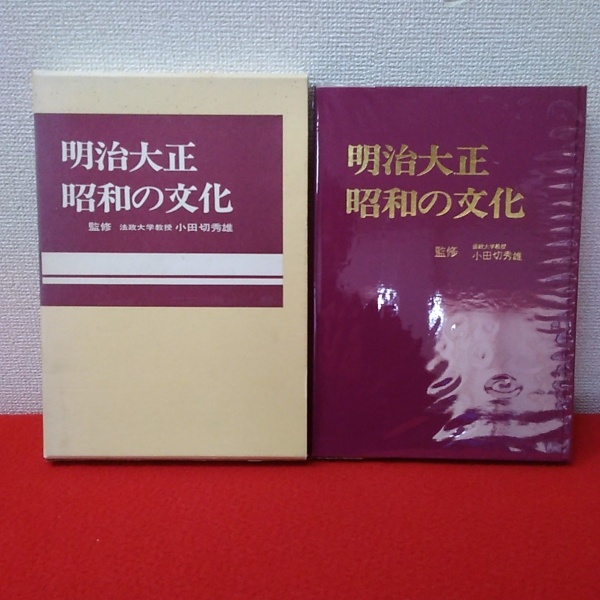 明治大正
昭和の文化
監修 法政大学教授 小田切秀雄
明治大正
昭和の文化
監修 法政大学教授
小田切秀雄